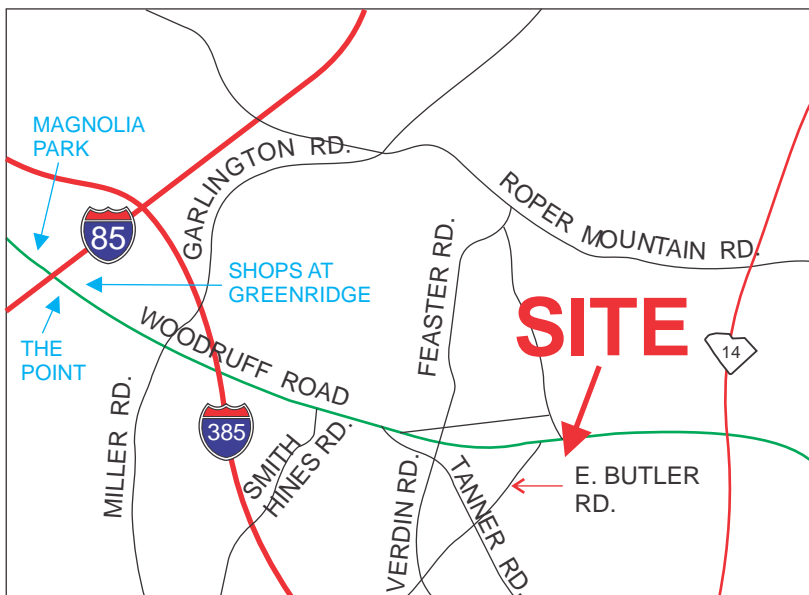 MAGNOLIA
PARK
GARLINGTON RD.
85
ROPER MOUNTAIN RD.
FEASTER RD.
SHOPS AT
GREENRIDGE
SITE
THE
POINT
WOODRUFF ROAD
14
MILLER RD.
385
SMITH
HINES RD.
VERDIN RD.
TANNER RD.
E. BUTLER
RD.